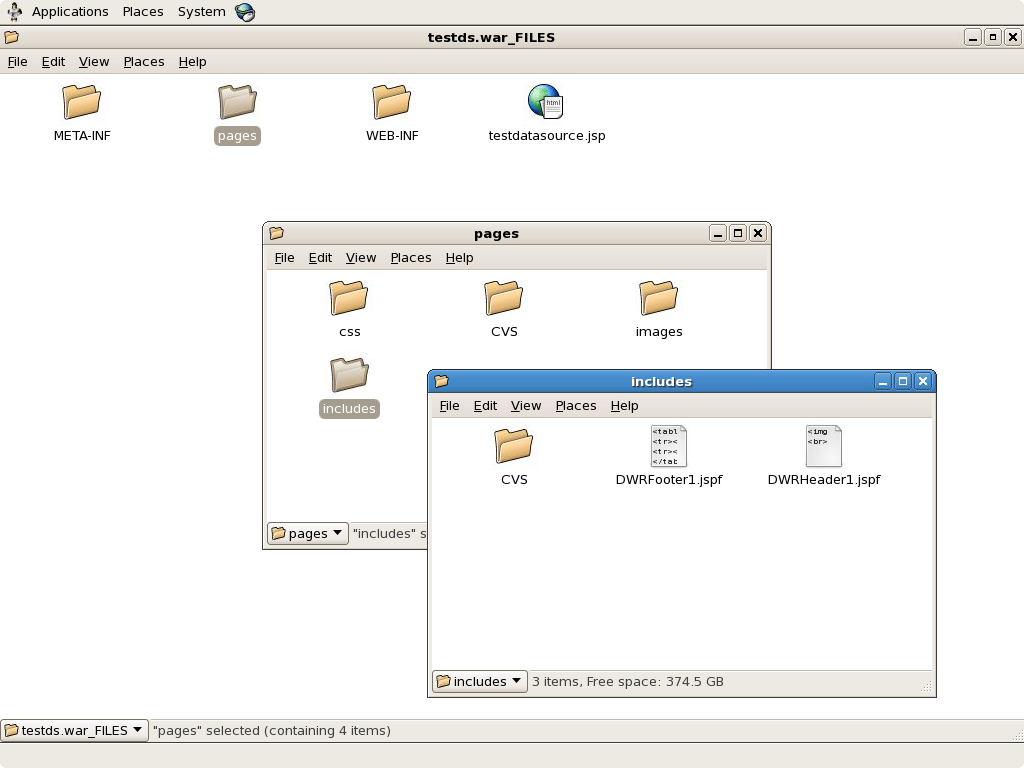 Applications Places System
testds.war_FILES
File Edit View Places Help
META-INF pages WEB-INF testdatasource.jsp
html
pages
File Edit View Places Help
css CVS images
includes
includes
File Edit View Places Help
<tabl
<tr><
<tr><
</tab
<img
<br>
CVS DWRFooter1.jspf DWRHeader1.jspf
pages "includes" s
includes 3 items, Free space: 374.5 GB
testds.war_FILES "pages" selected (containing 4 items)